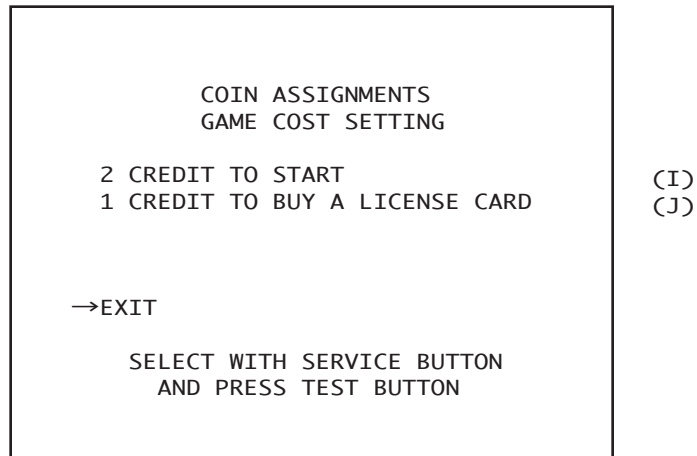 COIN ASSIGNMENTS
GAME COST SETTING
2 CREDIT TO START (I)
1 CREDIT TO BUY A LICENSE CARD (J)
→EXIT
SELECT WITH SERVICE BUTTON
AND PRESS TEST BUTTON